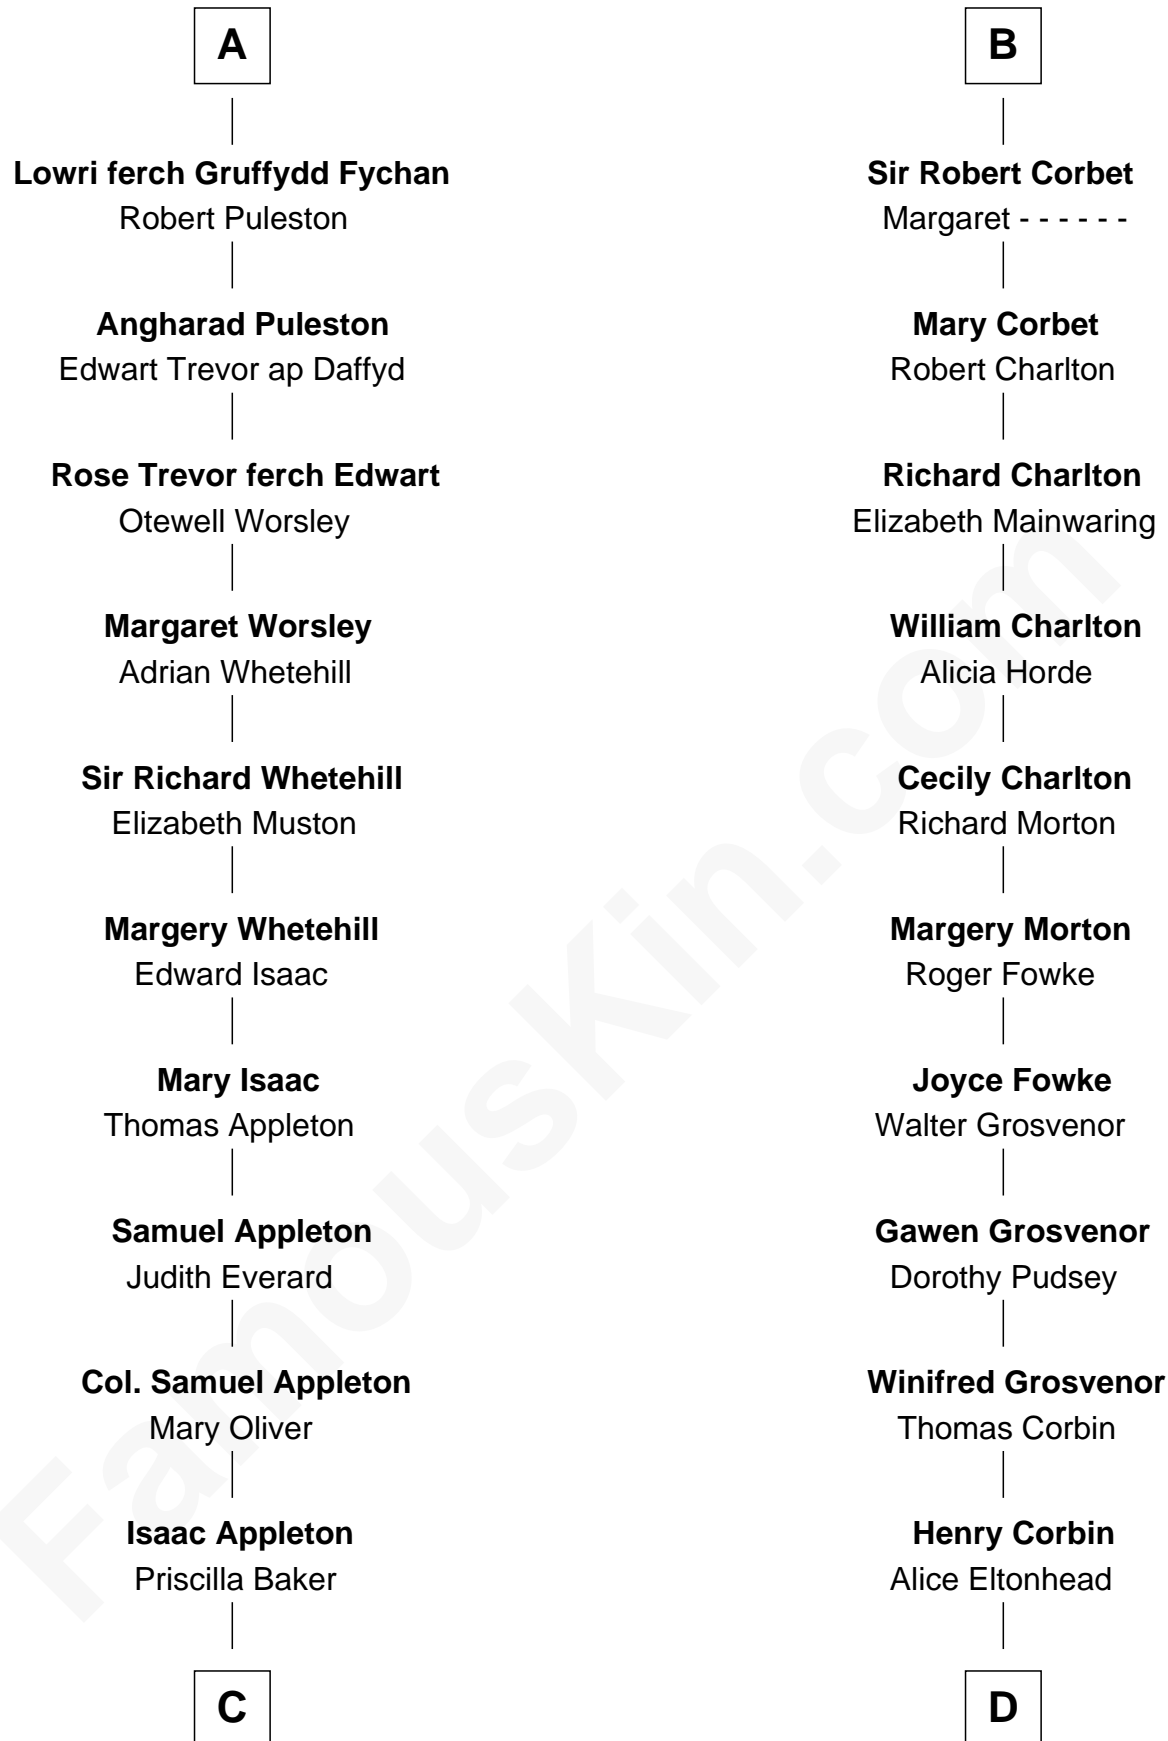 A
Lowri ferch Gruffydd Fychan
Robert Puleston
Angharad Puleston
Edwart Trevor ap Daffyd
Rose Trevor ferch Edwart
Otewell Worsley
Margaret Worsley
Adrian Whetehill
Sir Richard Whetehill
Elizabeth Muston
Margery Whetehill
Edward Isaac
Mary Isaac
Thomas Appleton
Samuel Appleton
Judith Everard
Col. Samuel Appleton
Mary Oliver
Isaac Appleton
Priscilla Baker
C
B
Sir Robert Corbet
Margaret - - - - - -
Mary Corbet
Robert Charlton
Richard Charlton
Elizabeth Mainwaring
William Charlton
Alicia Horde
Cecily Charlton
Richard Morton
Margery Morton
Roger Fowke
Joyce Fowke
Walter Grosvenor
Gawen Grosvenor
Dorothy Pudsey
Winifred Grosvenor
Thomas Corbin
Henry Corbin
Alice Eltonhead
D
FamousKin.com